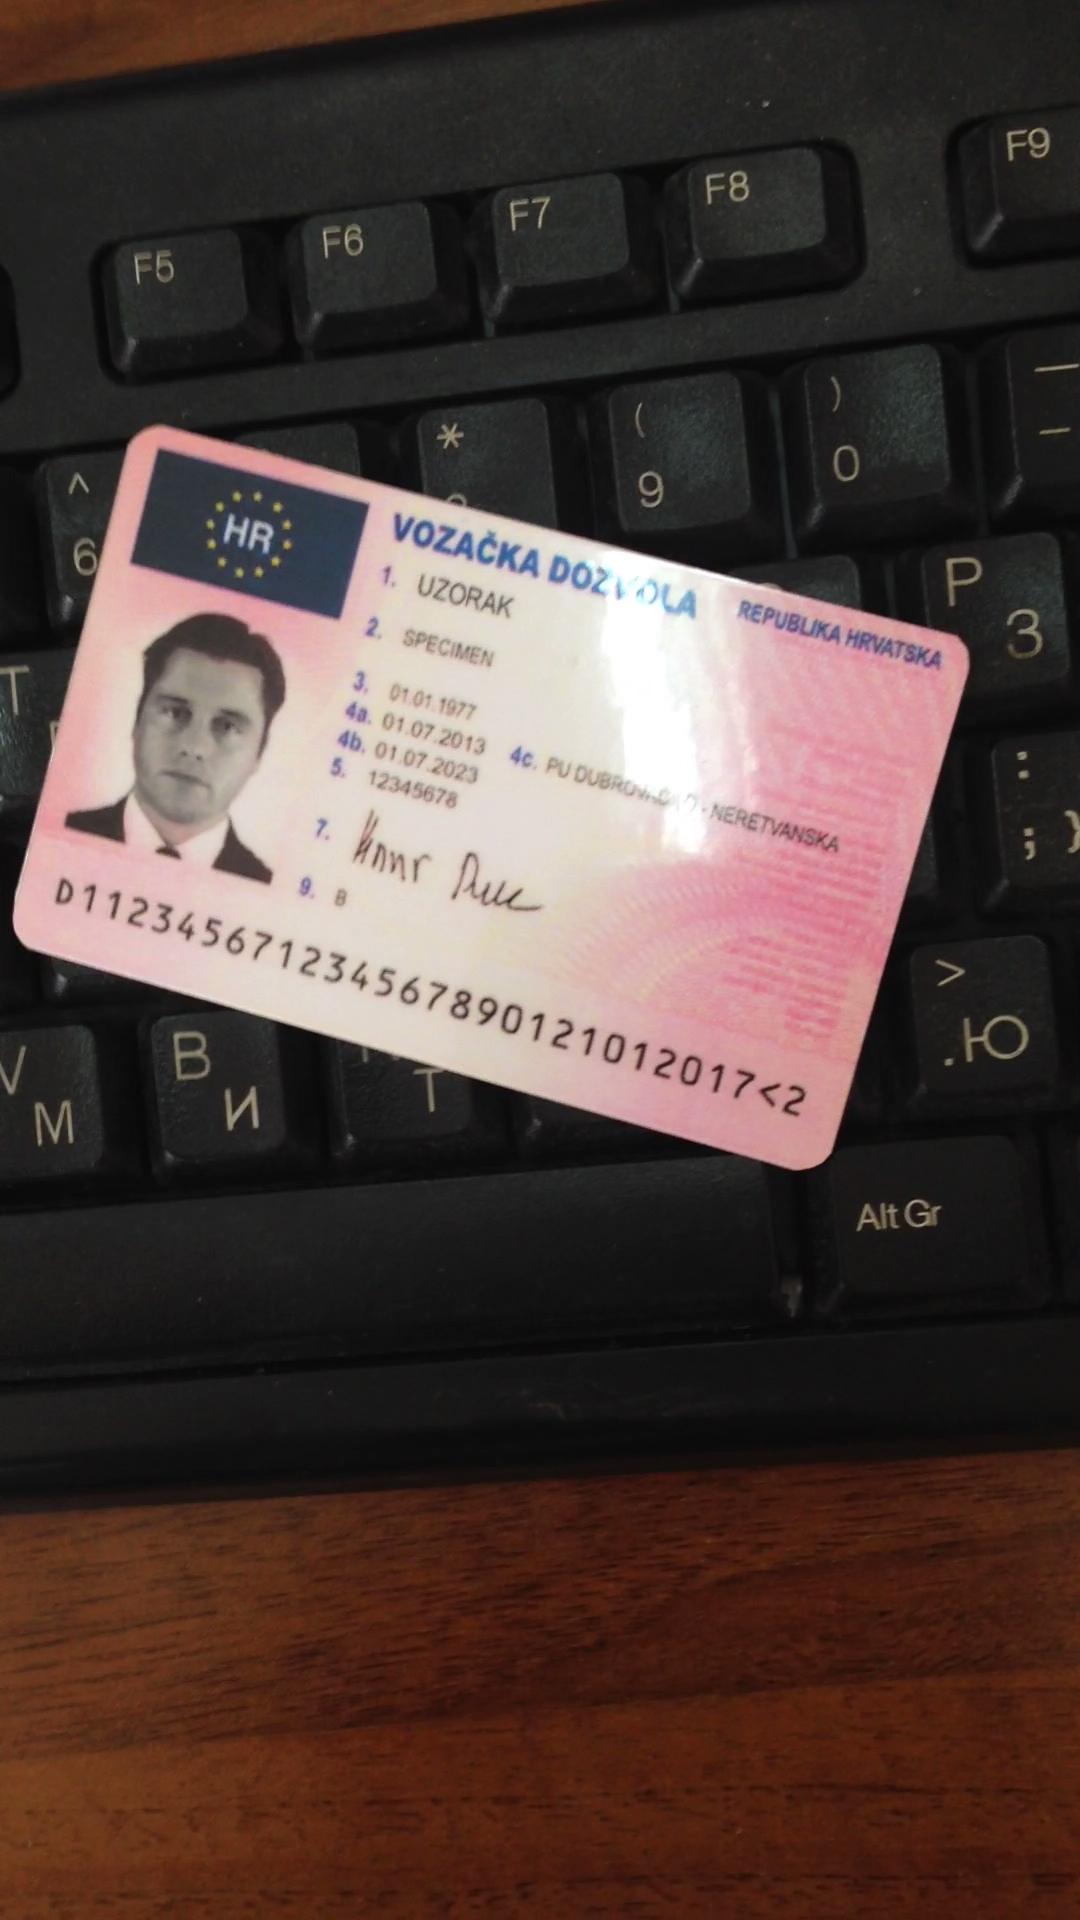 F5 F6 F7 F8 F9
^ 6
*
( 9
) 0
— –
P З
T
: ; }
HR
VOZAČKA DOZVOLA REPUBLIKA HRVATSKA
1. UZORAK
2. SPECIMEN
3. 01.01.1977
4a. 01.07.2013 4c. PU DUBROVAČKO - NERETVANSKA
4b. 01.07.2023
5. 12345678
7.
9. B
D112345671234567890121012017<2
> .Ю
V М
B И
Т
Alt Gr